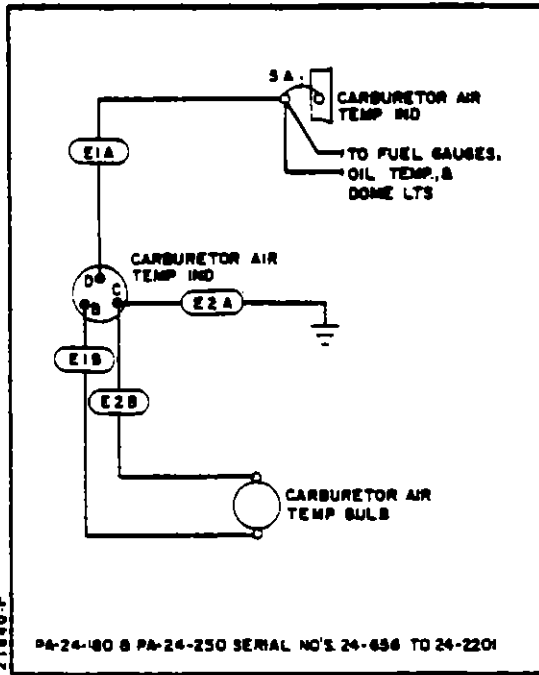 5 A.
CARBURETOR AIR
TEMP IND
E1A
TO FUEL GAUGES,
OIL TEMP., &
DOME LTS
CARBURETOR AIR
TEMP IND
D
C
B
E2A
E1B
E2B
CARBURETOR AIR
TEMP BULB
PA-24-180 & PA-24-250 SERIAL NO'S. 24-656 TO 24-2201